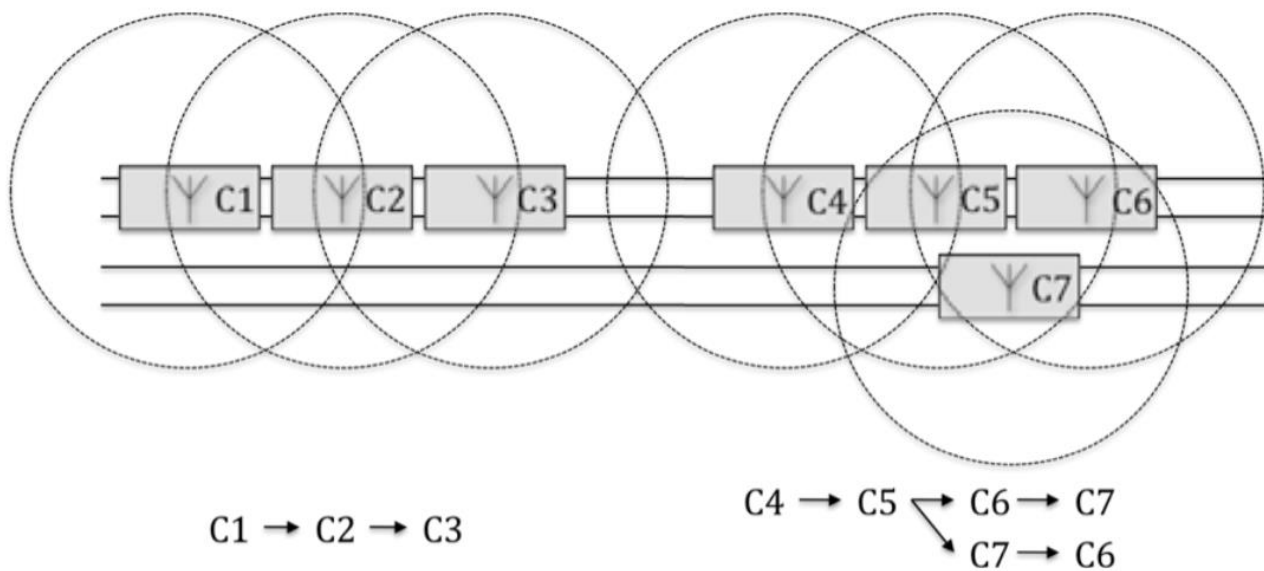 C1 C2 C3 C4 C5 C6
C7
C4 → C5 → C6 → C7
C1 → C2 → C3
C7 → C6